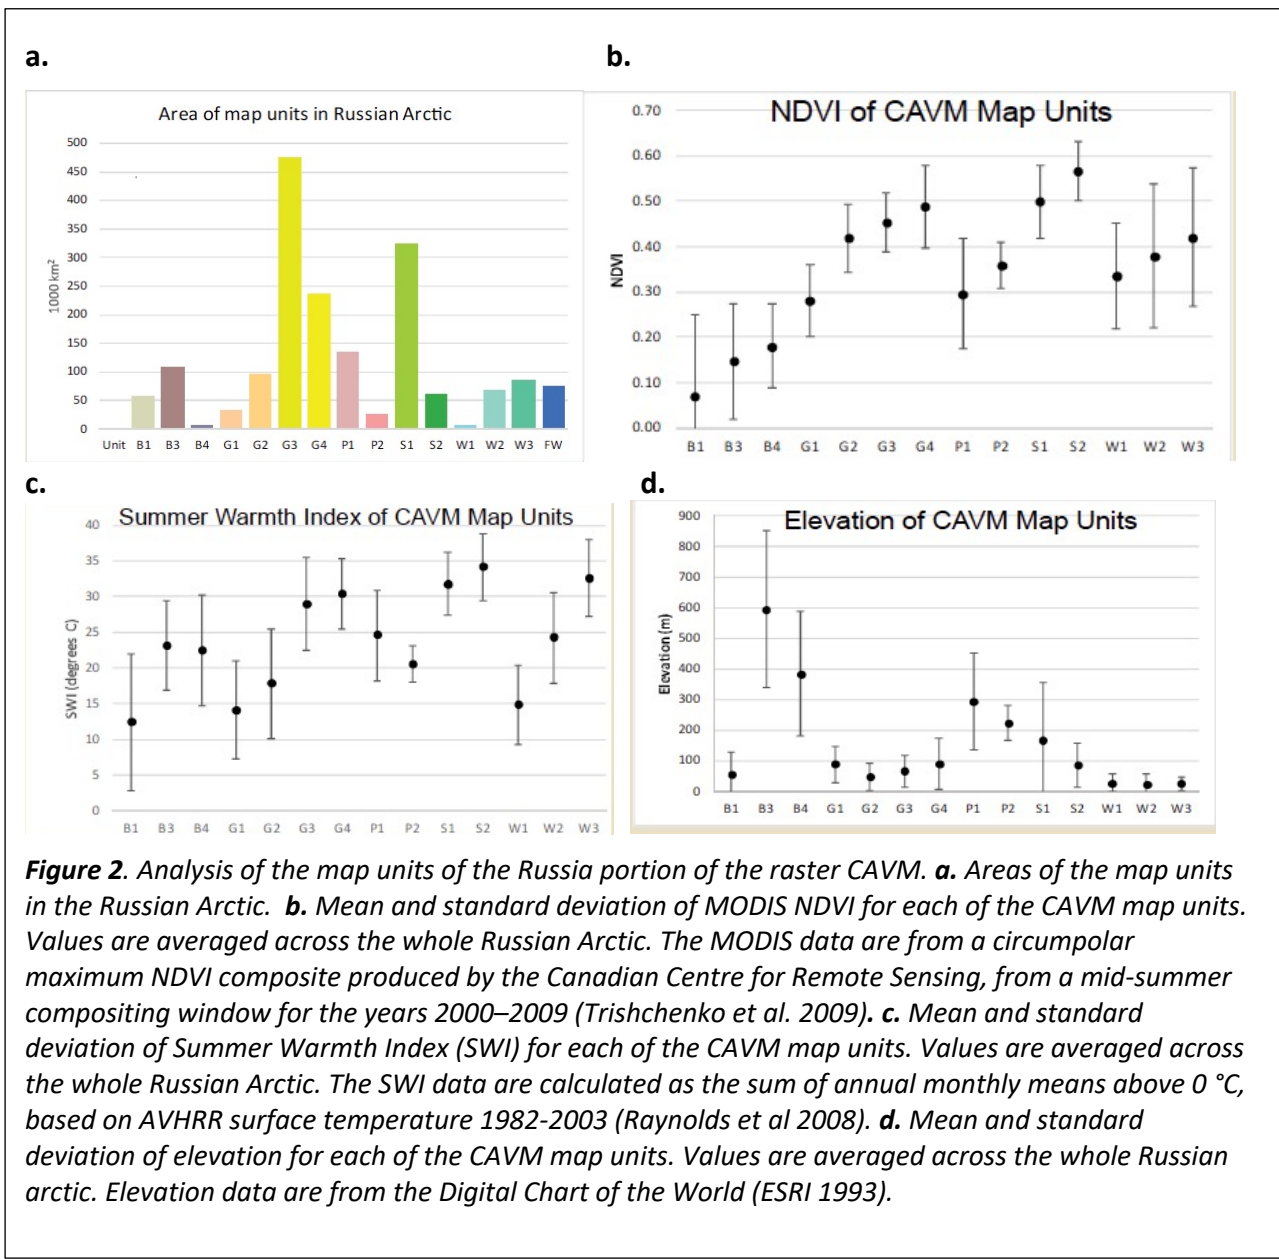 a.
b.
Area of map units in Russian Arctic
500
450
400
350
300
250
200
150
100
50
0
1000 km²
Unit B1 B3 B4 G1 G2 G3 G4 P1 P2 S1 S2 W1 W2 W3 FW
NDVI of CAVM Map Units
0.70
0.60
0.50
0.40
0.30
0.20
0.10
0.00
NDVI
B1 B3 B4 G1 G2 G3 G4 P1 P2 S1 S2 W1 W2 W3
c.
d.
Summer Warmth Index of CAVM Map Units
40
35
30
25
20
15
10
5
0
SWI (degrees C)
B1 B3 B4 G1 G2 G3 G4 P1 P2 S1 S2 W1 W2 W3
Elevation of CAVM Map Units
900
800
700
600
500
400
300
200
100
0
Elevation (m)
B1 B3 B4 G1 G2 G3 G4 P1 P2 S1 S2 W1 W2 W3
Figure 2. Analysis of the map units of the Russia portion of the raster CAVM. a. Areas of the map units
in the Russian Arctic. b. Mean and standard deviation of MODIS NDVI for each of the CAVM map units.
Values are averaged across the whole Russian Arctic. The MODIS data are from a circumpolar
maximum NDVI composite produced by the Canadian Centre for Remote Sensing, from a mid-summer
compositing window for the years 2000–2009 (Trishchenko et al. 2009). c. Mean and standard
deviation of Summer Warmth Index (SWI) for each of the CAVM map units. Values are averaged across
the whole Russian Arctic. The SWI data are calculated as the sum of annual monthly means above 0 °C,
based on AVHRR surface temperature 1982-2003 (Raynolds et al 2008). d. Mean and standard
deviation of elevation for each of the CAVM map units. Values are averaged across the whole Russian
arctic. Elevation data are from the Digital Chart of the World (ESRI 1993).